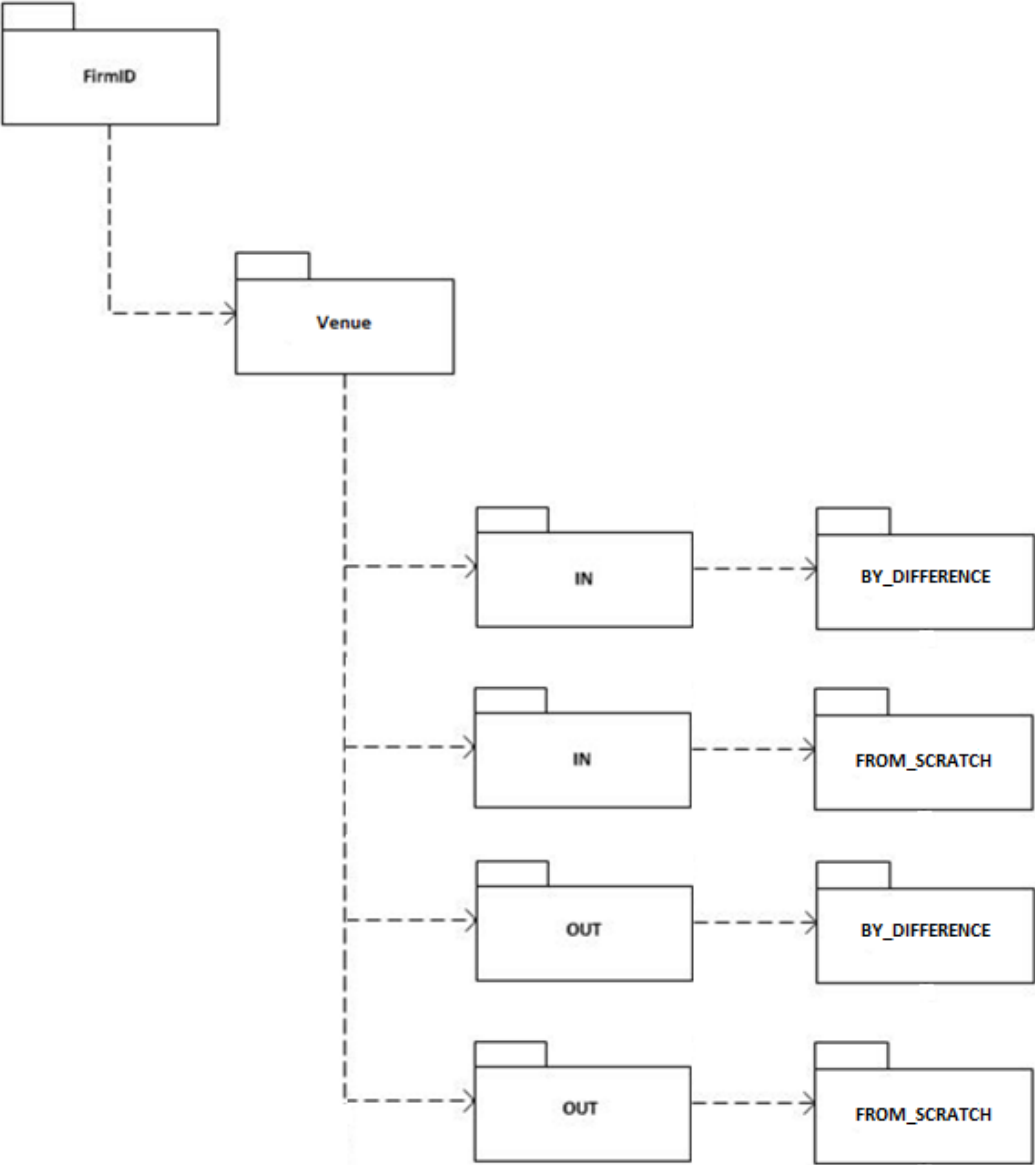 FirmID
Venue
IN
BY_DIFFERENCE
IN
FROM_SCRATCH
OUT
BY_DIFFERENCE
OUT
FROM_SCRATCH